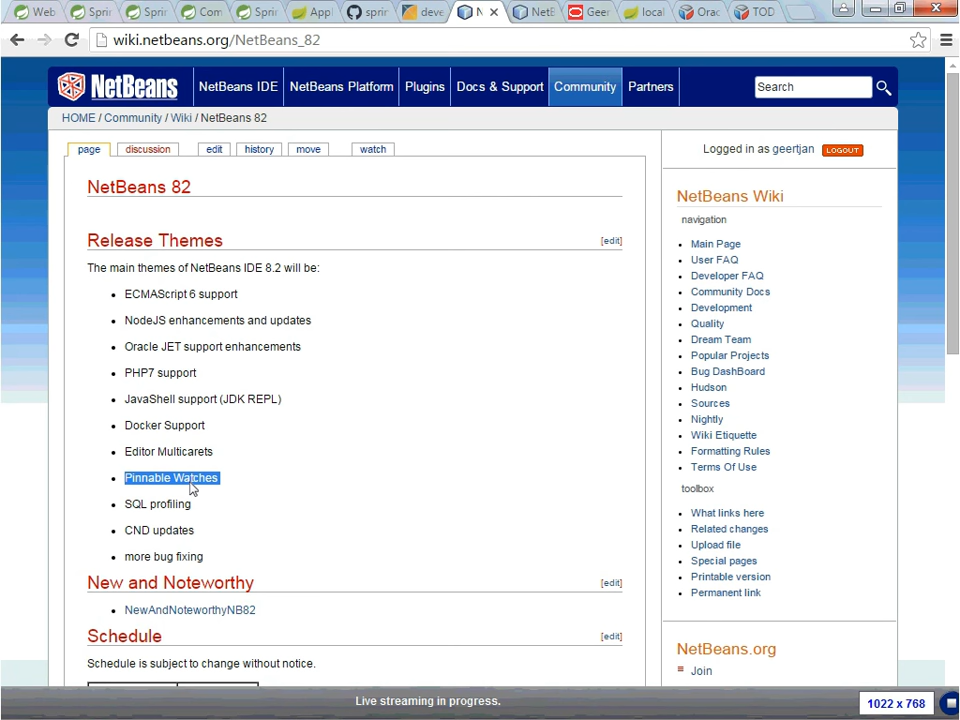 Web
Sprin
Sprin
Com
Sprin
Appl
sprin
deve
N
NetB
Geer
local
Orac
TOD
wiki.netbeans.org/NetBeans_82
NetBeans
NetBeans IDE
NetBeans Platform
Plugins
Docs & Support
Community
Partners
Search
HOME / Community / Wiki / NetBeans 82
page
discussion
edit
history
move
watch
Logged in as geertjan LOGOUT
NetBeans 82
Release Themes
[edit]
The main themes of NetBeans IDE 8.2 will be:
• ECMAScript 6 support
• NodeJS enhancements and updates
• Oracle JET support enhancements
• PHP7 support
• JavaShell support (JDK REPL)
• Docker Support
• Editor Multicarets
• Pinnable Watches
• SQL profiling
• CND updates
• more bug fixing
New and Noteworthy
[edit]
• NewAndNoteworthyNB82
Schedule
[edit]
Schedule is subject to change without notice.
NetBeans Wiki
navigation
• Main Page
• User FAQ
• Developer FAQ
• Community Docs
• Development
• Quality
• Dream Team
• Popular Projects
• Bug DashBoard
• Hudson
• Sources
• Nightly
• Wiki Etiquette
• Formatting Rules
• Terms Of Use
toolbox
• What links here
• Related changes
• Upload file
• Special pages
• Printable version
• Permanent link
NetBeans.org
Join
Live streaming in progress.
1022 x 768